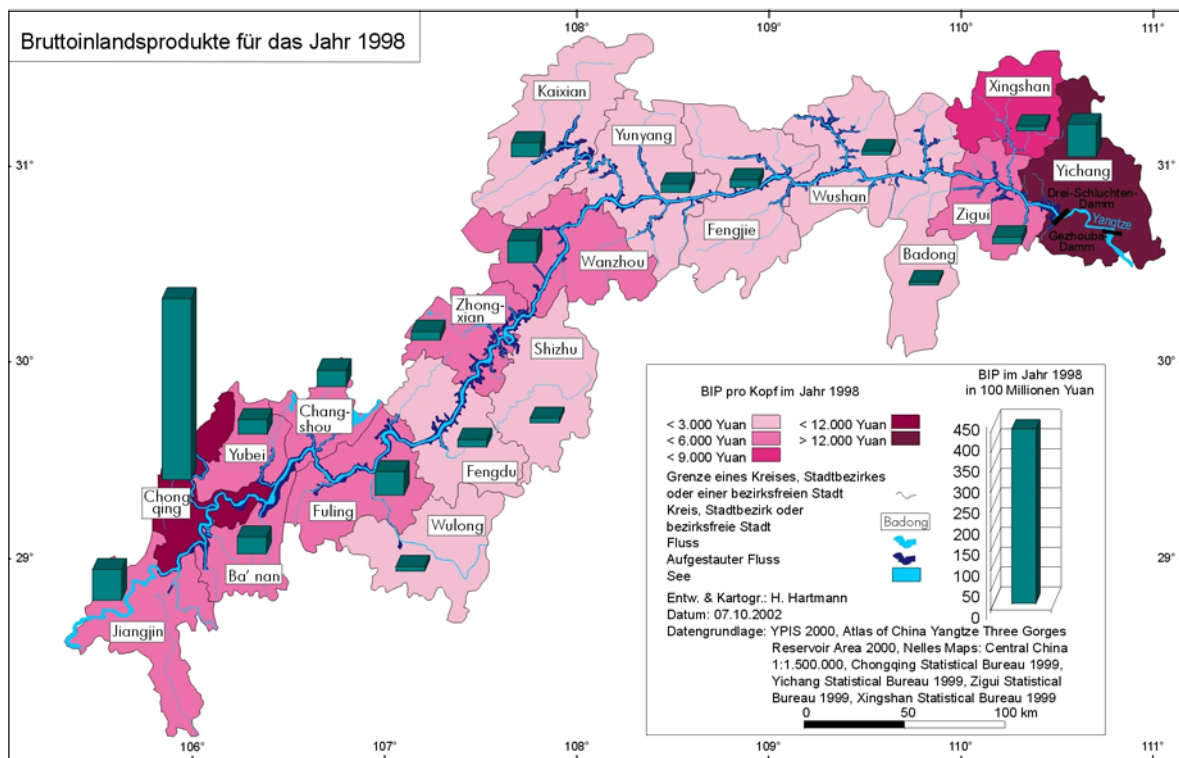 Bruttoinlandsprodukte für das Jahr 1998
108°
109°
110°
111°
31°
31°
30°
30°
29°
29°
106°
107°
108°
109°
110°
111°
Kaixian
Yunyang
Xingshan
Yichang
Drei-Schluchten-
Damm
Yangtze
Gezhouba-
Damm
Zigui
Wushan
Fengjie
Badong
Wanzhou
Zhong-
xian
Shizhu
Chang-
shou
Yubei
Fengdu
Chong
qing
Fuling
Wulong
Ba' nan
Jiangjin
BIP pro Kopf im Jahr 1998
< 3.000 Yuan
< 6.000 Yuan
< 9.000 Yuan
< 12.000 Yuan
> 12.000 Yuan
Grenze eines Kreises, Stadtbezirkes
oder einer bezirksfreien Stadt
Kreis, Stadtbezirk oder
bezirksfreie Stadt
Badong
Fluss
Aufgestauter Fluss
See
BIP im Jahr 1998
in 100 Millionen Yuan
450
400
350
300
250
200
150
100
50
0
Entw. & Kartogr.: H. Hartmann
Datum: 07.10.2002
Datengrundlage: YPIS 2000, Atlas of China Yangtze Three Gorges
Reservoir Area 2000, Nelles Maps: Central China
1:1.500.000, Chongqing Statistical Bureau 1999,
Yichang Statistical Bureau 1999, Zigui Statistical
Bureau 1999, Xingshan Statistical Bureau 1999
0
50
100 km